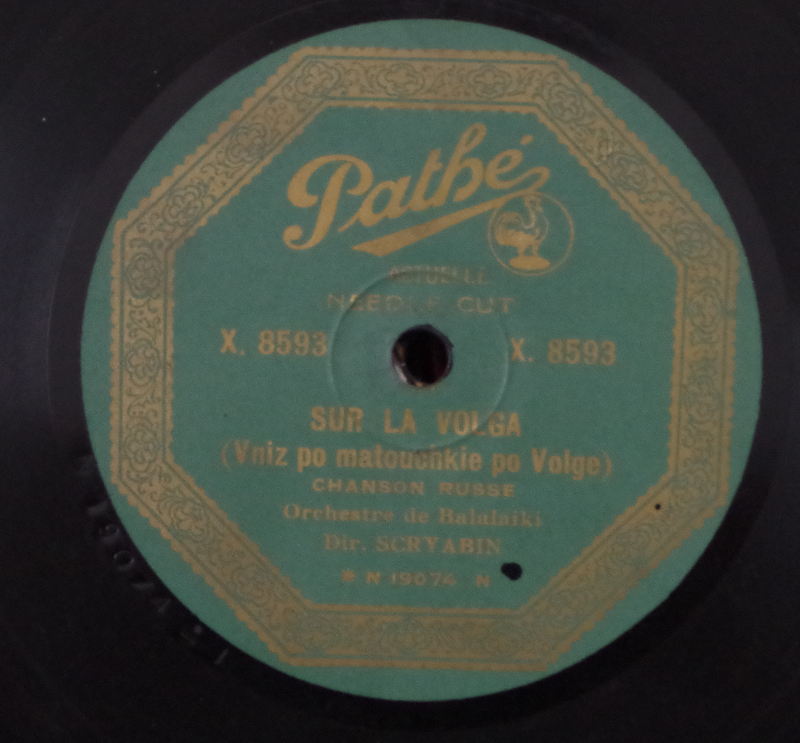 Pathé
ACTUELLE
NEEDLE CUT
X. 8593 X. 8593
SUR LA VOLGA
(Vniz po matouchkie po Volge)
CHANSON RUSSE
Orchestre de Balalaiki
Dir. SCRYABIN
* N 19074 N